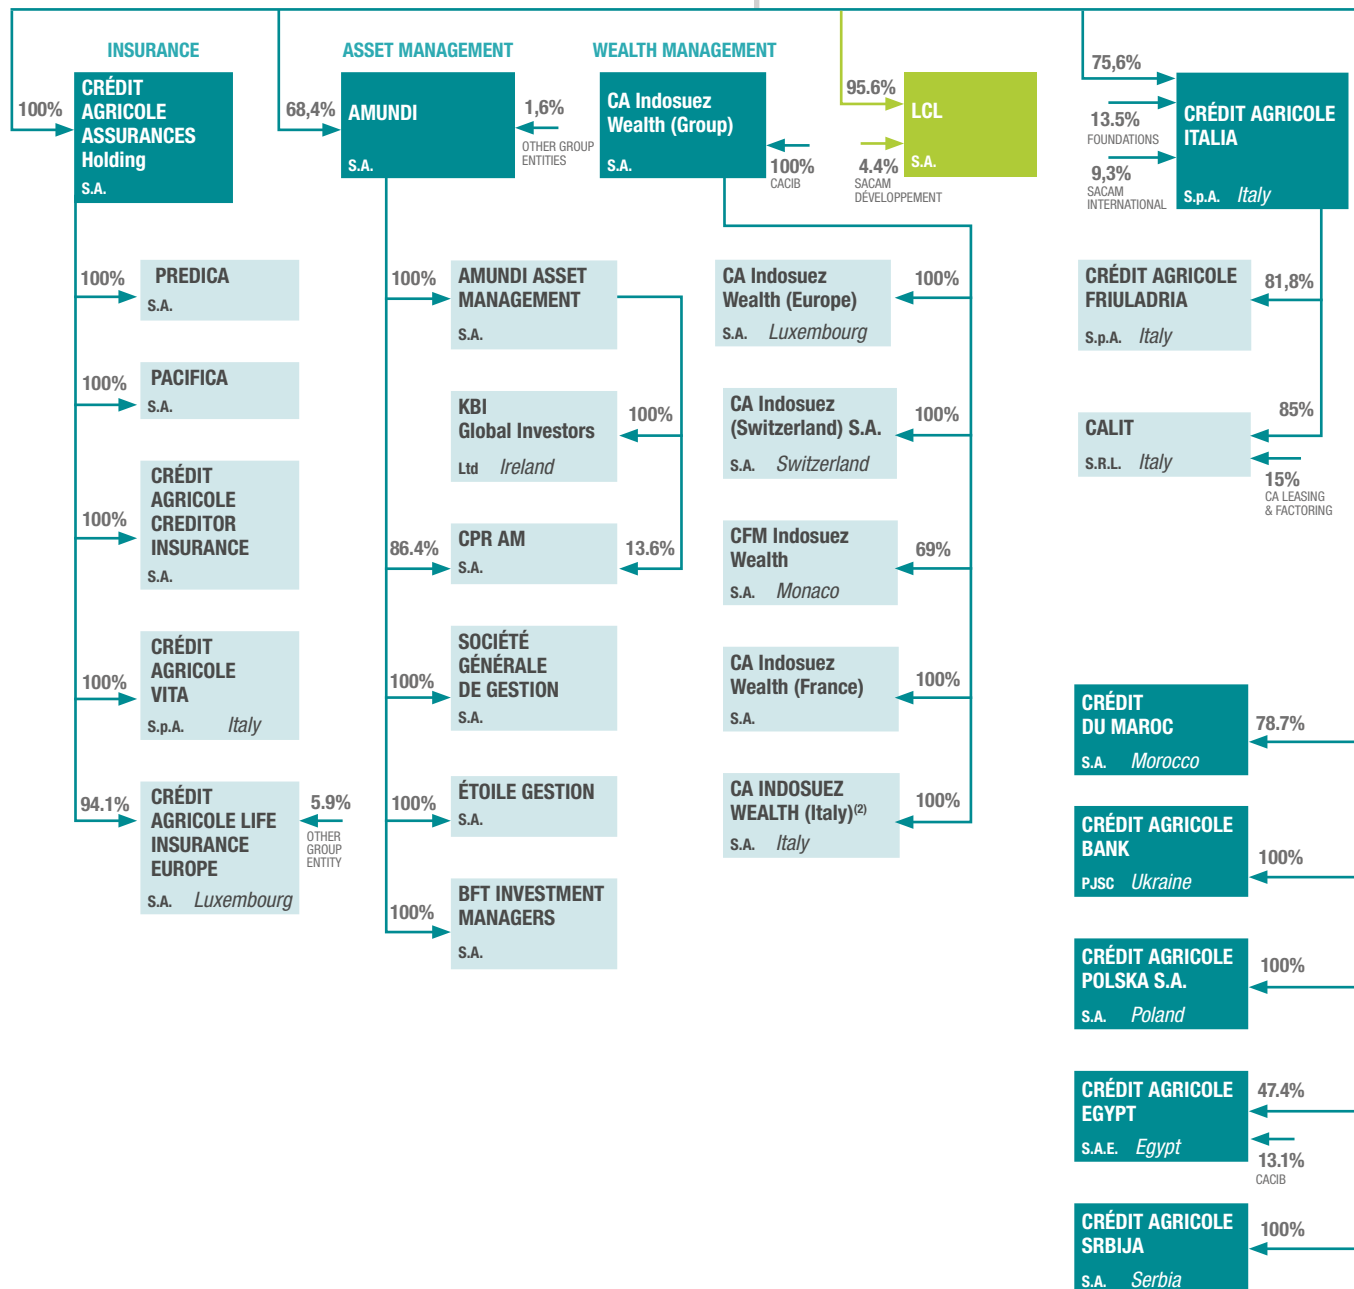 INSURANCE
100%
CRÉDIT
AGRICOLE
ASSURANCES
Holding
S.A.
100%
PREDICA
S.A.
100%
PACIFICA
S.A.
100%
CRÉDIT
AGRICOLE
CREDITOR
INSURANCE
S.A.
100%
CRÉDIT
AGRICOLE
VITA
S.p.A. Italy
94.1%
CRÉDIT
AGRICOLE LIFE
INSURANCE
EUROPE
S.A. Luxembourg
5.9%
OTHER
GROUP
ENTITY
ASSET MANAGEMENT
68,4%
AMUNDI
S.A.
1,6%
OTHER GROUP
ENTITIES
100%
AMUNDI ASSET
MANAGEMENT
S.A.
KBI
Global Investors
Ltd Ireland
100%
86.4%
CPR AM
S.A.
13.6%
100%
SOCIÉTÉ
GÉNÉRALE
DE GESTION
S.A.
100%
ÉTOILE GESTION
S.A.
100%
BFT INVESTMENT
MANAGERS
S.A.
WEALTH MANAGEMENT
CA Indosuez
Wealth (Group)
S.A.
100%
CACIB
CA Indosuez
Wealth (Europe)
S.A. Luxembourg
100%
CA Indosuez
(Switzerland) S.A.
S.A. Switzerland
100%
CFM Indosuez
Wealth
S.A. Monaco
69%
CA Indosuez
Wealth (France)
S.A.
100%
CA INDOSUEZ
WEALTH (Italy)(2)
S.A. Italy
100%
95.6%
LCL
S.A.
4.4%
SACAM
DÉVELOPPEMENT
75,6%
13.5%
FOUNDATIONS
9,3%
SACAM
INTERNATIONAL
CRÉDIT AGRICOLE
ITALIA
S.p.A. Italy
CRÉDIT AGRICOLE
FRIULADRIA
S.p.A. Italy
81,8%
CALIT
S.R.L. Italy
85%
15%
CA LEASING
& FACTORING
CRÉDIT
DU MAROC
S.A. Morocco
78.7%
CRÉDIT AGRICOLE
BANK
PJSC Ukraine
100%
CRÉDIT AGRICOLE
POLSKA S.A.
S.A. Poland
100%
CRÉDIT AGRICOLE
EGYPT
S.A.E. Egypt
47.4%
13.1%
CACIB
CRÉDIT AGRICOLE
SRBIJA
S.A. Serbia
100%